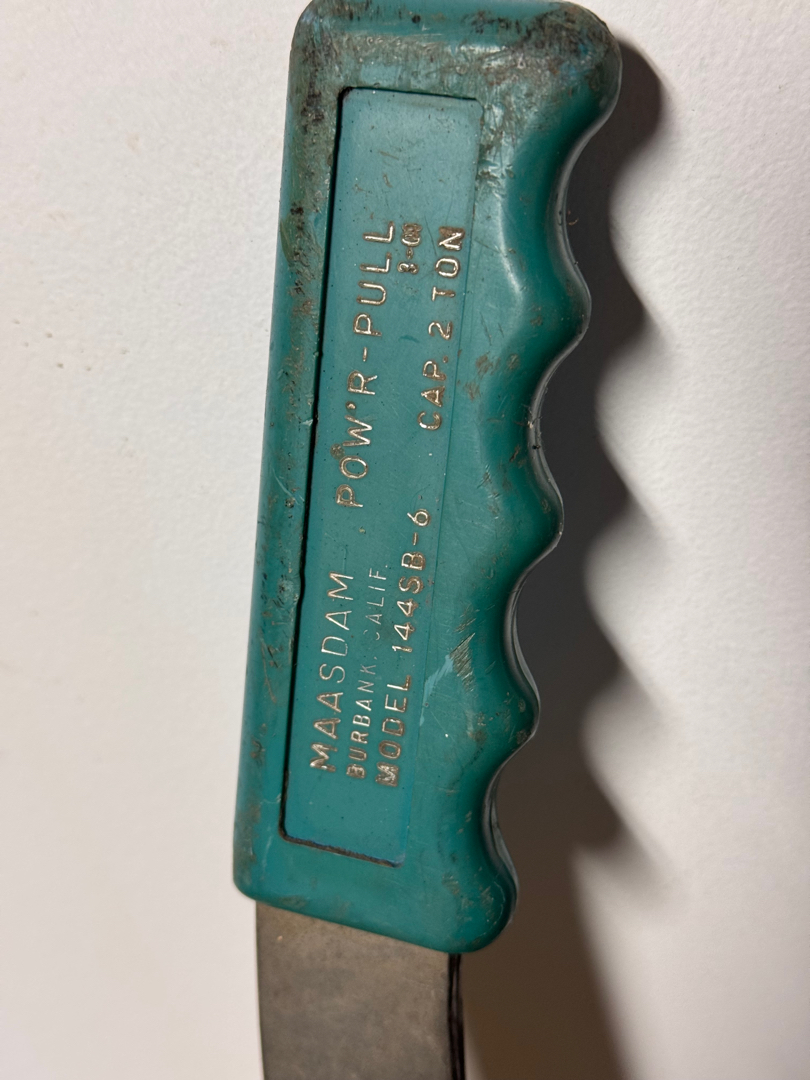 MAASDAM POW'R-PULL
BURBANK, CALIF.
MODEL 144SB-6 CAP. 2 TON